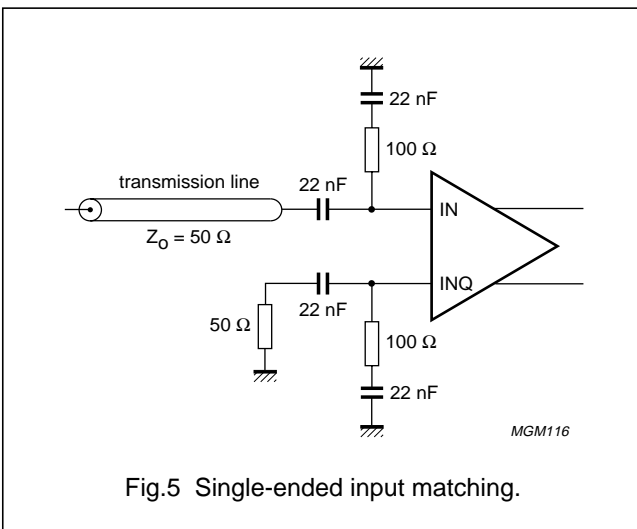 22 nF
100 Ω
transmission line
22 nF
Zo = 50 Ω
IN
INQ
22 nF
50 Ω
100 Ω
22 nF
MGM116
Fig.5 Single-ended input matching.